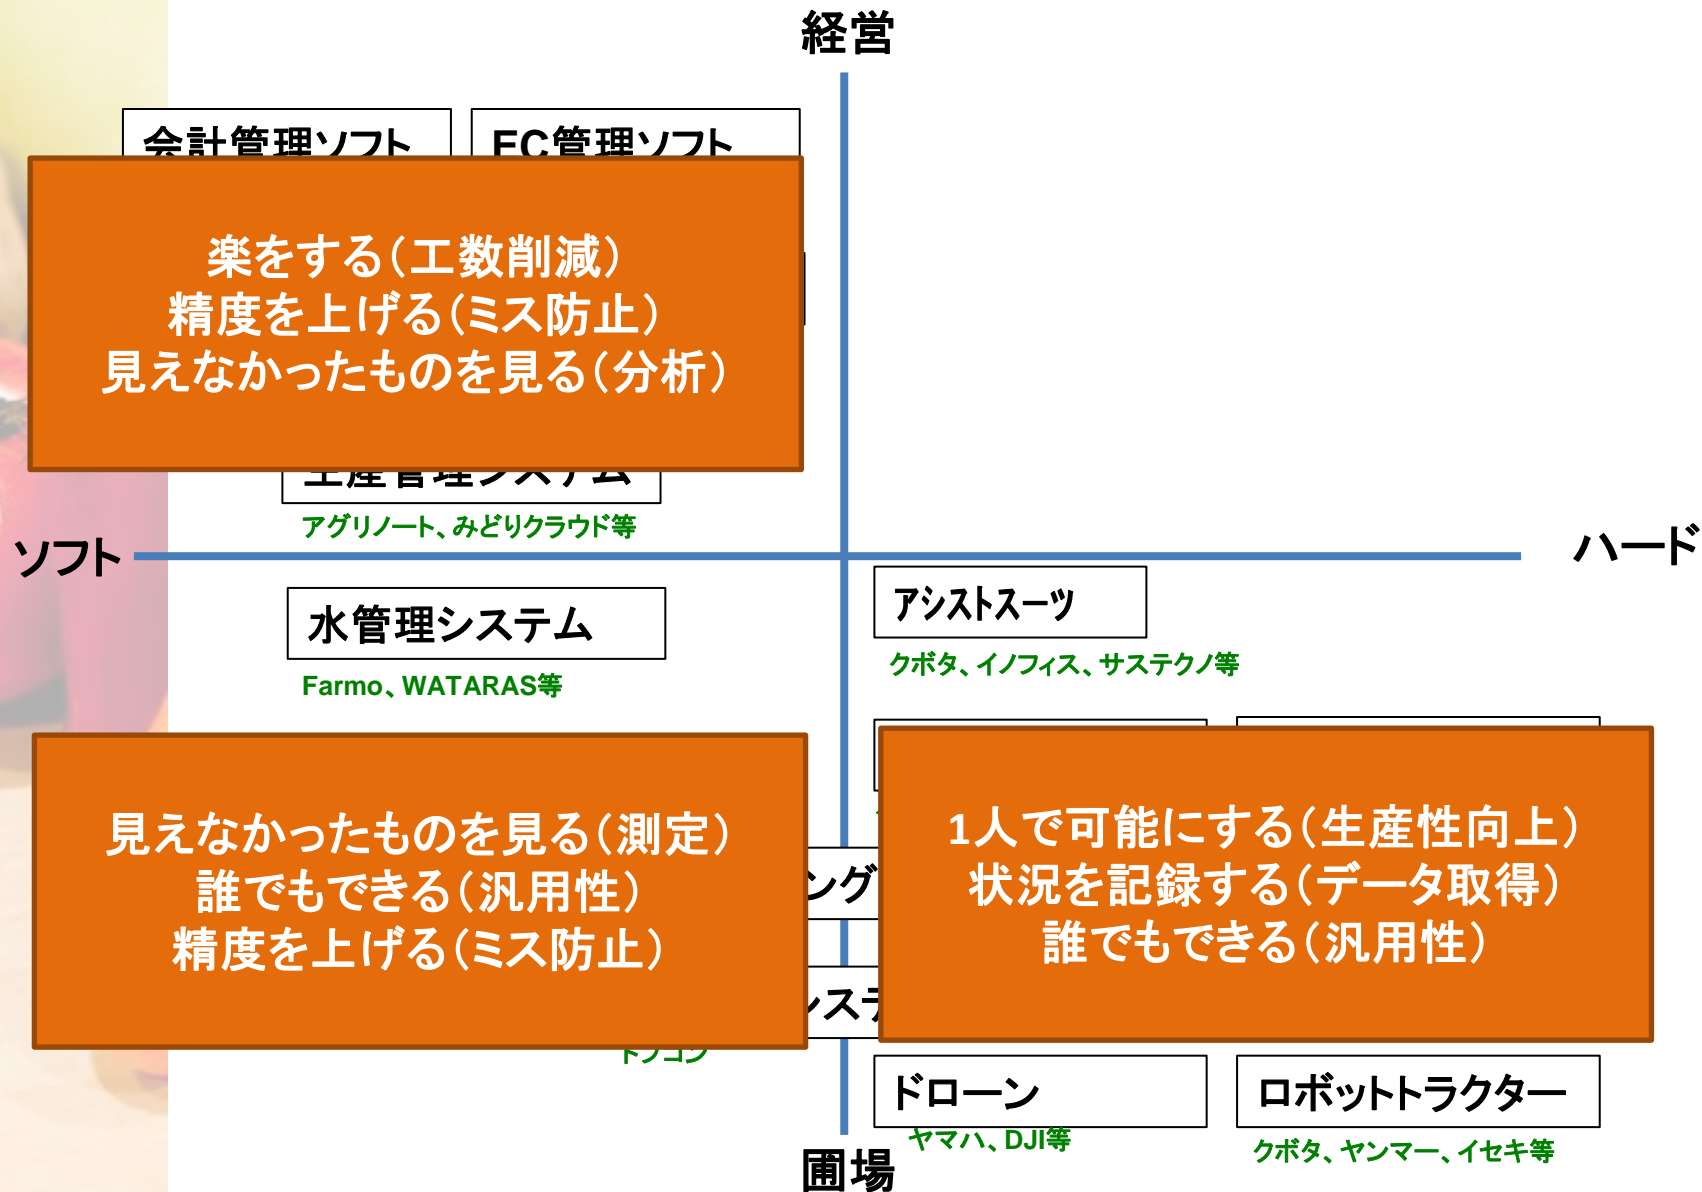 経営
会計管理ソフト
EC管理ソフト
楽をする（工数削減）
精度を上げる（ミス防止）
見えなかったものを見る（分析）
生産管理システム
アグリノート、みどりクラウド等
ソフト
ハード
水管理システム
Farmo、WATARAS等
アシストスーツ
クボタ、イノフィス、サステクノ等
見えなかったものを見る（測定）
誰でもできる（汎用性）
精度を上げる（ミス防止）
1人で可能にする（生産性向上）
状況を記録する（データ取得）
誰でもできる（汎用性）
ング
ドローン
ヤマハ、DJI等
ロボットトラクター
クボタ、ヤンマー、イセキ等
圃場